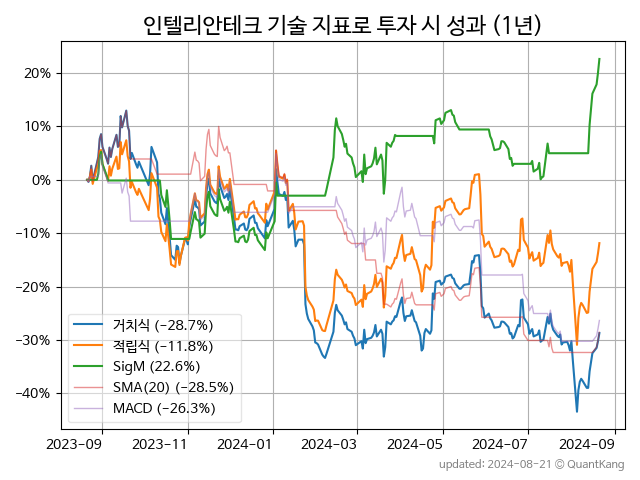 인텔리안테크 기술 지표로 투자 시 성과 (1년)
20%
10%
0%
−10%
−20%
−30%
−40%
거치식 (−28.7%)
적립식 (−11.8%)
SigM (22.6%)
SMA(20) (−28.5%)
MACD (−26.3%)
2023-09 2023-11 2024-01 2024-03 2024-05 2024-07 2024-09
updated: 2024-08-21 © QuantKang